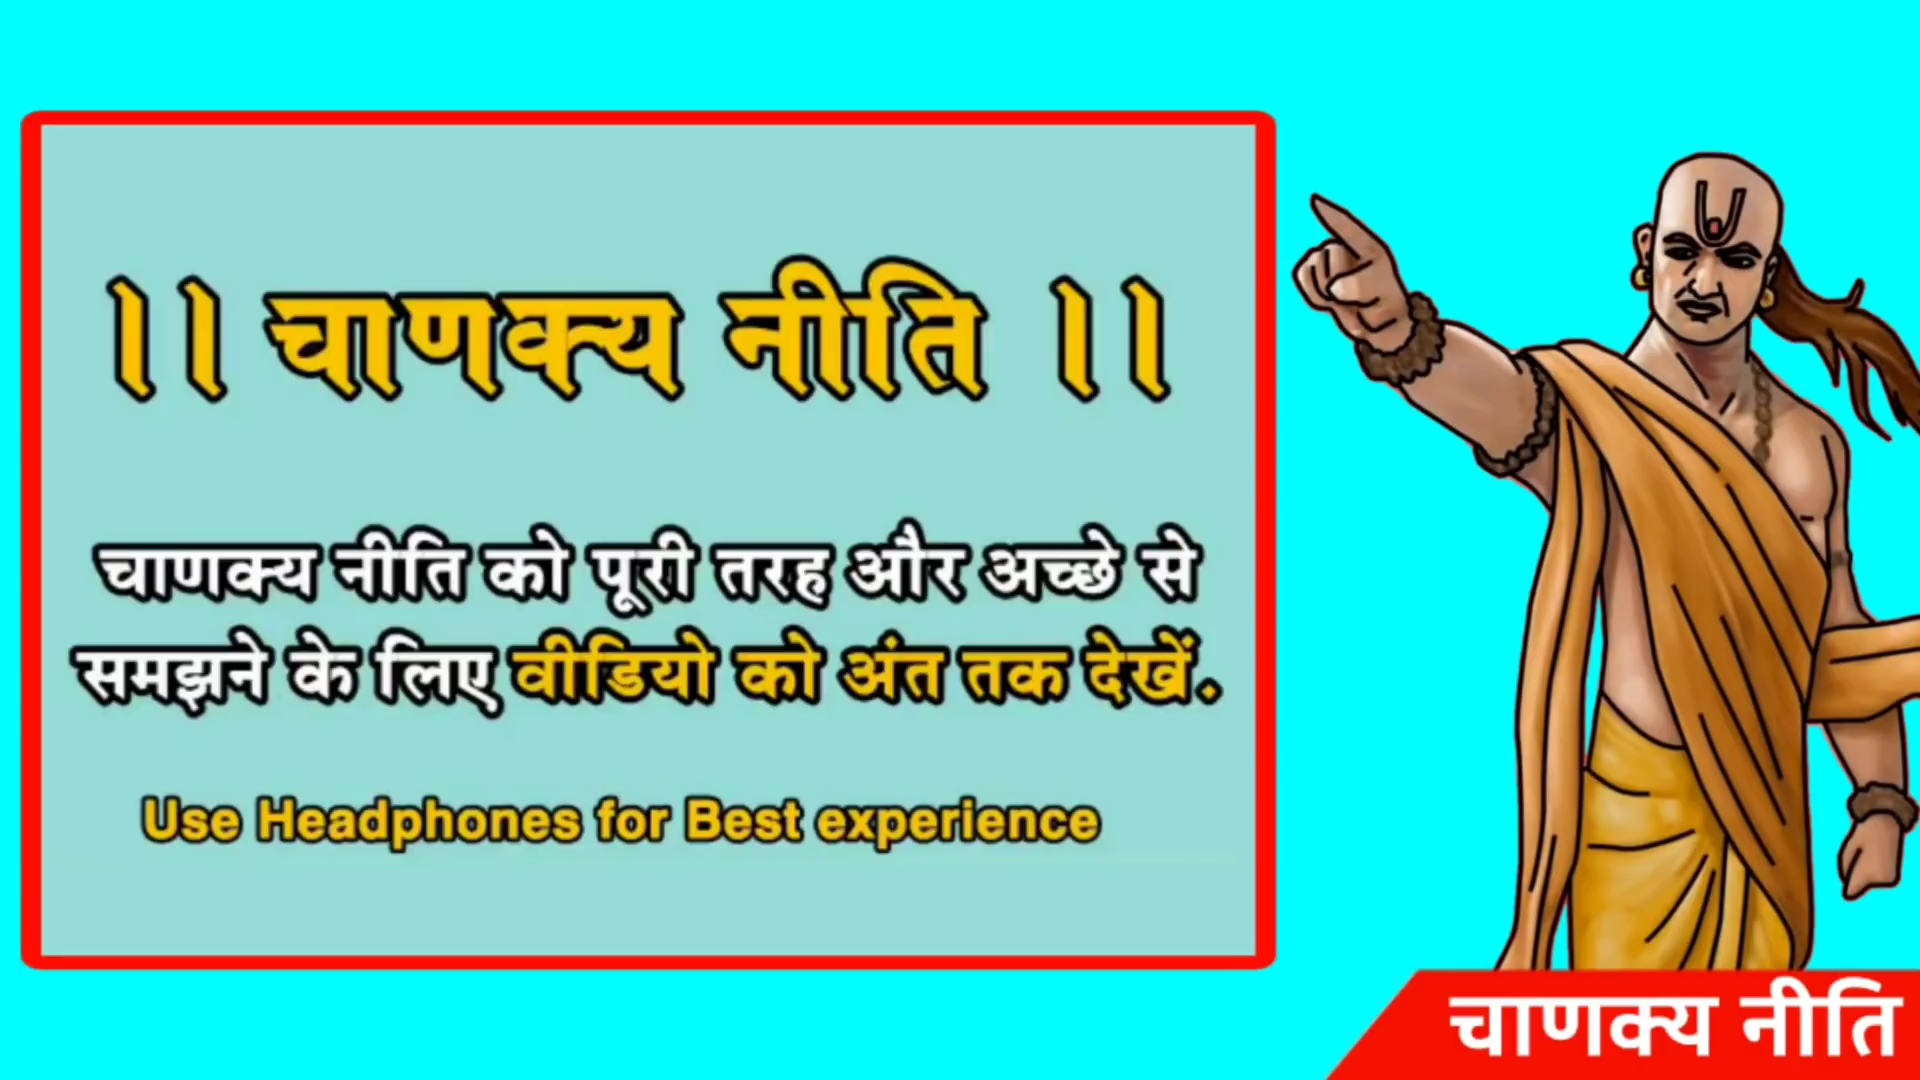 ।। चाणक्य नीति ।।
चाणक्य नीति को पूरी तरह और अच्छे से
समझने के लिए वीडियो को अंत तक देखें.
Use Headphones for Best experience
चाणक्य नीति